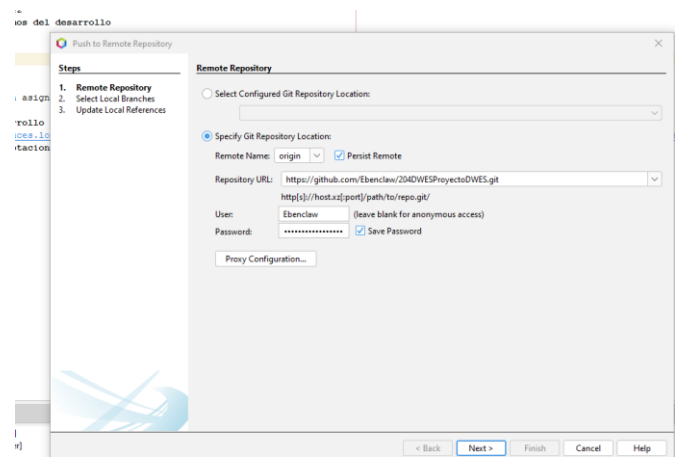 os del desarrollo
Push to Remote Repository
Steps
1. Remote Repository
2. Select Local Branches
3. Update Local References
Remote Repository
Select Configured Git Repository Location:
Specify Git Repository Location:
Remote Name: origin Persist Remote
Repository URL: https://github.com/Ebenclaw/204DWESProyectoDWES.git
http[s]://host.xz[:port]/path/to/repo.git/
User: Ebenclaw (leave blank for anonymous access)
Password: ••••••••••••••••• Save Password
Proxy Configuration...
asign
rollo
ces.lo
tacion
< Back Next > Finish Cancel Help